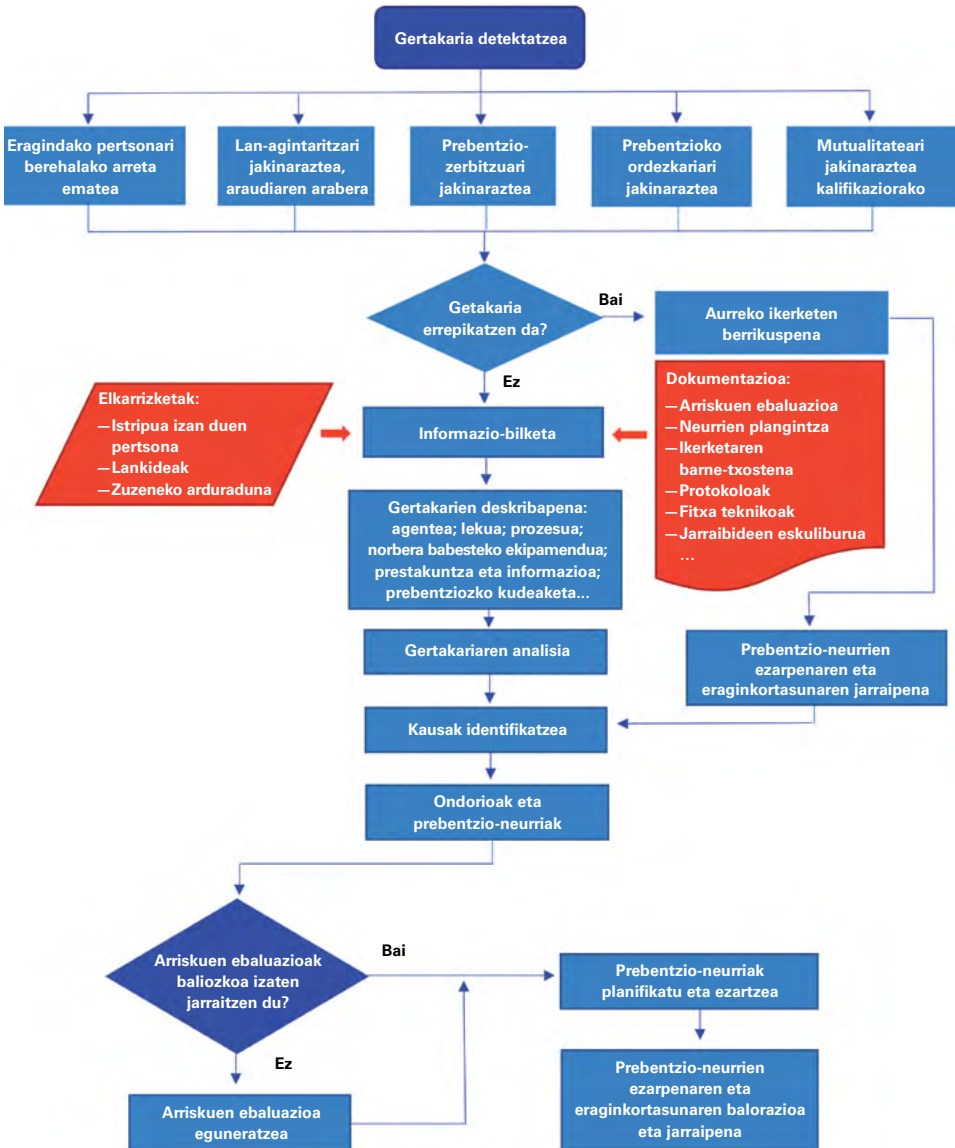 Gertakaria detektatzea
Eragindako pertsonari
berehalako arreta
ematea
Lan-agintaritzari
jakinaraztea,
araudiaren arabera
Prebentzio-
zerbitzuari
jakinaraztea
Prebentzioko
ordezkariari
jakinaraztea
Mutualitateari
jakinaraztea
kalifikaziorako
Getakaria
errepikatzen da?
Bai
Aurreko ikerketen
berrikuspena
Ez
Elkarrizketak:
—Istripua izan duen
pertsona
—Lankideak
—Zuzeneko arduraduna
Informazio-bilketa
Dokumentazioa:
—Arriskuen ebaluazioa
—Neurrien plangintza
—Ikerketaren
barne-txostena
—Protokoloak
—Fitxa teknikoak
—Jarraibideen eskuliburua
...
Gertakarien deskribapena:
agentea; lekua; prozesua;
norbera babesteko ekipamendua;
prestakuntza eta informazioa;
prebentziozko kudeaketa...
Gertakariaren analisia
Prebentzio-neurrien
ezarpenaren eta
eraginkortasunaren jarraipena
Kausak identifikatzea
Ondorioak eta
prebentzio-neurriak
Arriskuen ebaluazioak
baliozkoa izaten
jarraitzen du?
Bai
Prebentzio-neurriak
planifikatu eta ezartzea
Ez
Arriskuen ebaluazioa
eguneratzea
Prebentzio-neurrien
ezarpenaren eta
eraginkortasunaren balorazioa
eta jarraipena